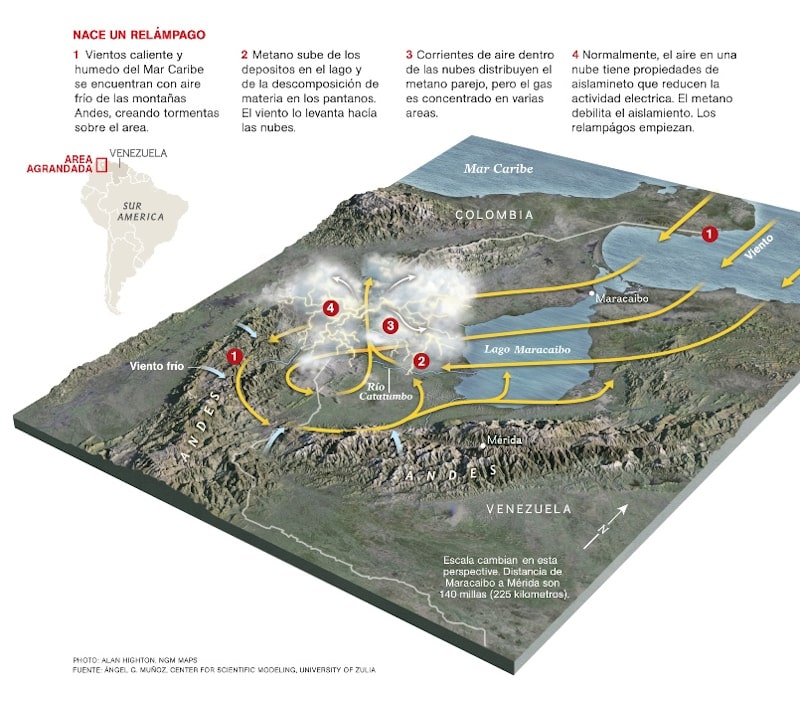 NACE UN RELÁMPAGO
1 Vientos caliente y
humedo del Mar Caribe
se encuentran con aire
frío de las montañas
Andes, creando tormentas
sobre el area.
2 Metano sube de los
depositos en el lago y
de la descomposición de
materia en los pantanos.
El viento lo levanta hacía
las nubes.
3 Corrientes de aire dentro
de las nubes distribuyen el
metano parejo, pero el gas
es concentrado en varias
areas.
4 Normalmente, el aire en una
nube tiene propiedades de
aislamineto que reducen la
actividad electrica. El metano
debilita el aislamiento. Los
relampágos empiezan.
AREA
AGRANDADA
VENEZUELA
SUR
AMERICA
Mar Caribe
COLOMBIA
1
Viento
Maracaibo
4
3
2
Lago Maracaibo
1
Viento frío
Río
Catatumbo
ANDES
Mérida
ANDES
VENEZUELA
N
Escala cambian en esta
perspective. Distancia de
Maracaibo a Mérida son
140 millas (225 kilometros).
PHOTO: ALAN HIGHTON, NGM MAPS
FUENTE: ÁNGEL G. MUÑOZ, CENTER FOR SCIENTIFIC MODELING, UNIVERSITY OF ZULIA